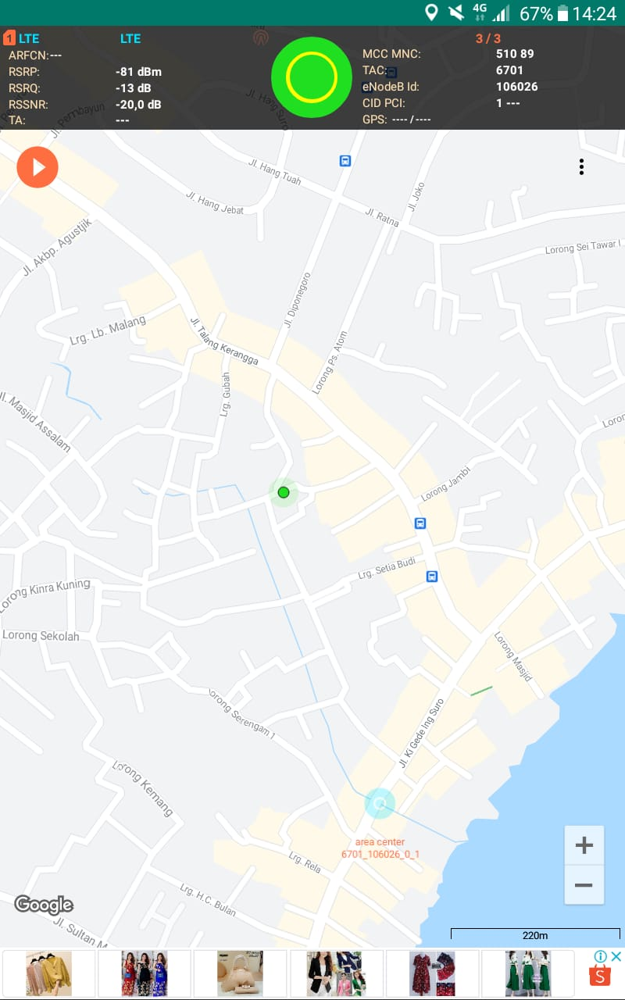 4G 67% 14:24
1 LTE LTE 3 / 3
ARFCN:---
RSRP: -81 dBm
RSRQ: -13 dB
RSSNR: -20,0 dB
TA: ---
MCC MNC: 510 89
TAC: 6701
eNodeB Id: 106026
CID PCI: 1 ---
GPS: ---- / ----
Jl. Pembayun
Jl. Hang Suro
Jl. Hang Tuah
Jl. Hang Jebat
Jl. Ratna
Jl. Joko
Jl. Akbp. Agustjik
Lorong Sei Tawar I
Jl. Diponegoro
Lrg. Lb. Malang
Jl. Talang Kerangga
Lorong Ps. Atom
Lrg. Gubah
Jl. Masjid Assalam
Loron
Lorong Jambi
Lrg. Setia Budi
Lorong Kinra Kuning
Lorong Sekolah
Lorong Masjid
Lorong Serengam 1
Jl. Ki Gede Ing Suro
Lorong Kemang
area center
6701_106026_0_1
Lrg. Rela
Lrg. H.C. Bulan
Google
Jl. Sultan M
+
−
220m
S